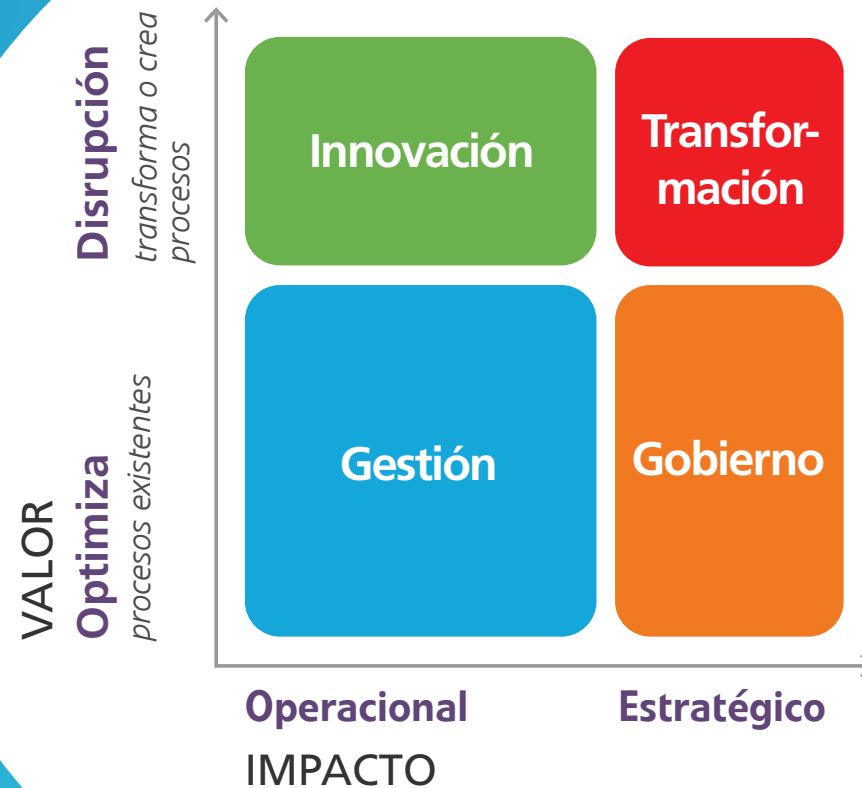 Disrupción
transforma o crea
procesos
Innovación
Transfor-
mación
VALOR
Optimiza
procesos existentes
Gestión
Gobierno
Operacional
Estratégico
IMPACTO